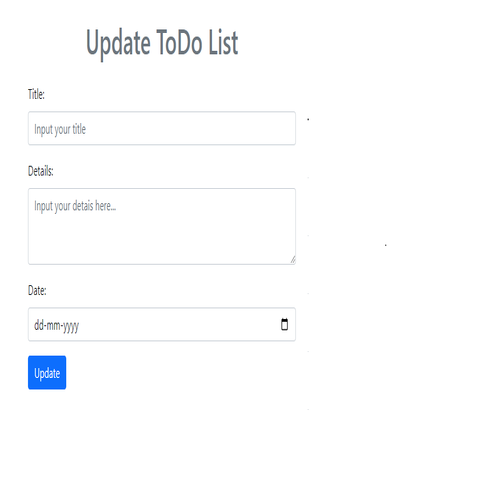 Update ToDo List
Title:
Input your title
Details:
Input your detais here...
Date:
dd-mm-yyyy
Update